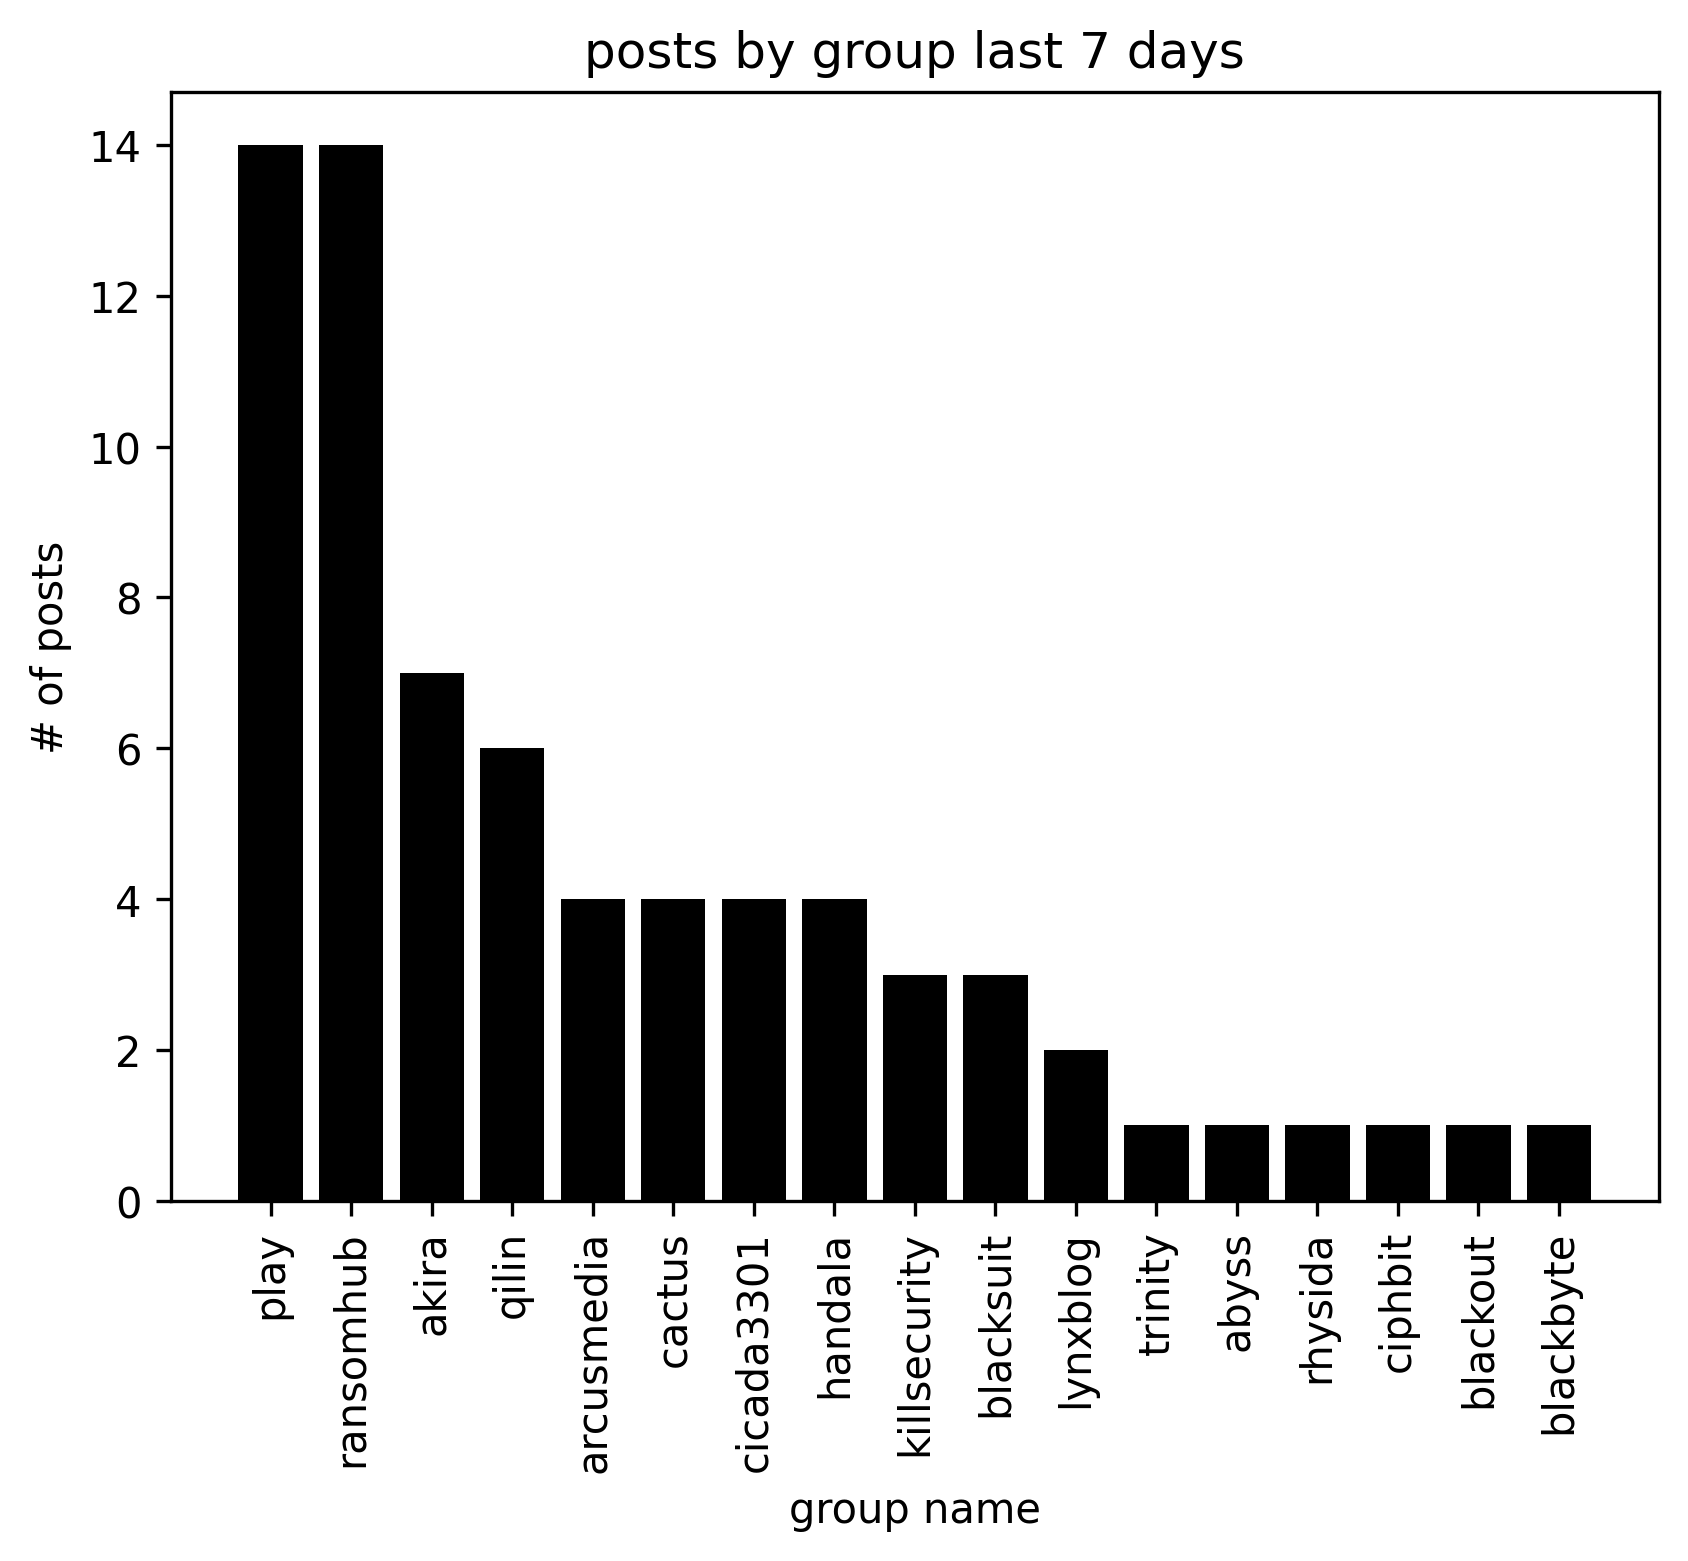 posts by group last 7 days
14
12
10
8
6
4
2
0
# of posts
play
ransomhub
akira
qilin
arcusmedia
cactus
cicada3301
handala
killsecurity
blacksuit
lynxblog
trinity
abyss
rhysida
ciphbit
blackout
blackbyte
group name